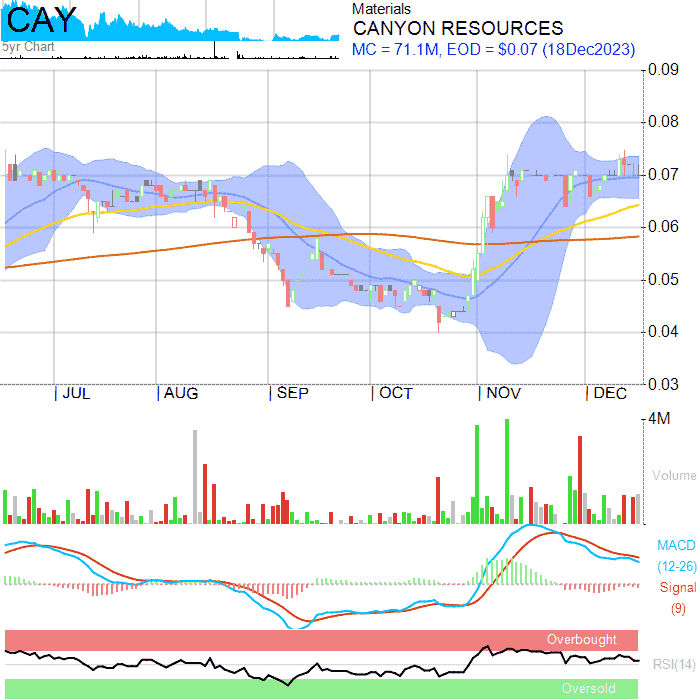 CAY
5yr Chart
Materials
CANYON RESOURCES
MC = 71.1M, EOD = $0.07 (18Dec2023)
0.09
0.08
0.07
0.06
0.05
0.04
0.03
JUL AUG SEP OCT NOV DEC
4M
Volume
MACD
(12-26)
Signal
(9)
Overbought
RSI(14)
Oversold